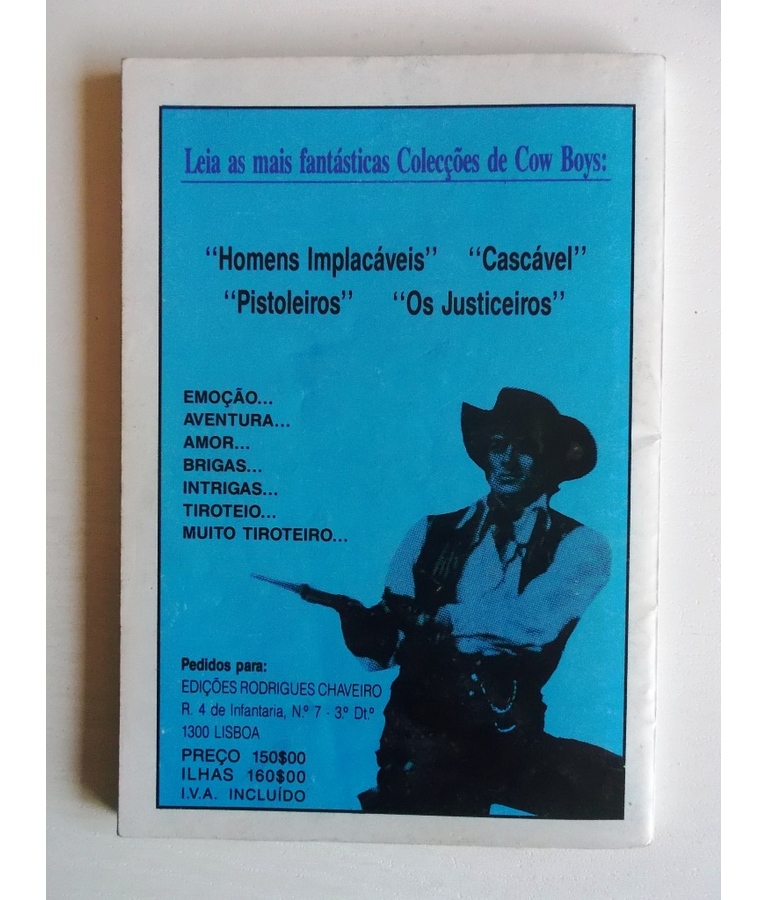 Leia as mais fantásticas Colecções de Cow Boys:
“Homens Implacáveis” “Cascável”
“Pistoleiros” “Os Justiceiros”
EMOÇÃO...
AVENTURA...
AMOR...
BRIGAS...
INTRIGAS...
TIROTEIO...
MUITO TIROTEIRO...
Pedidos para:
EDIÇÕES RODRIGUES CHAVEIRO
R. 4 de Infantaria, N.º 7 - 3.º Dt.º
1300 LISBOA
PREÇO 150$00
ILHAS 160$00
I.V.A. INCLUÍDO